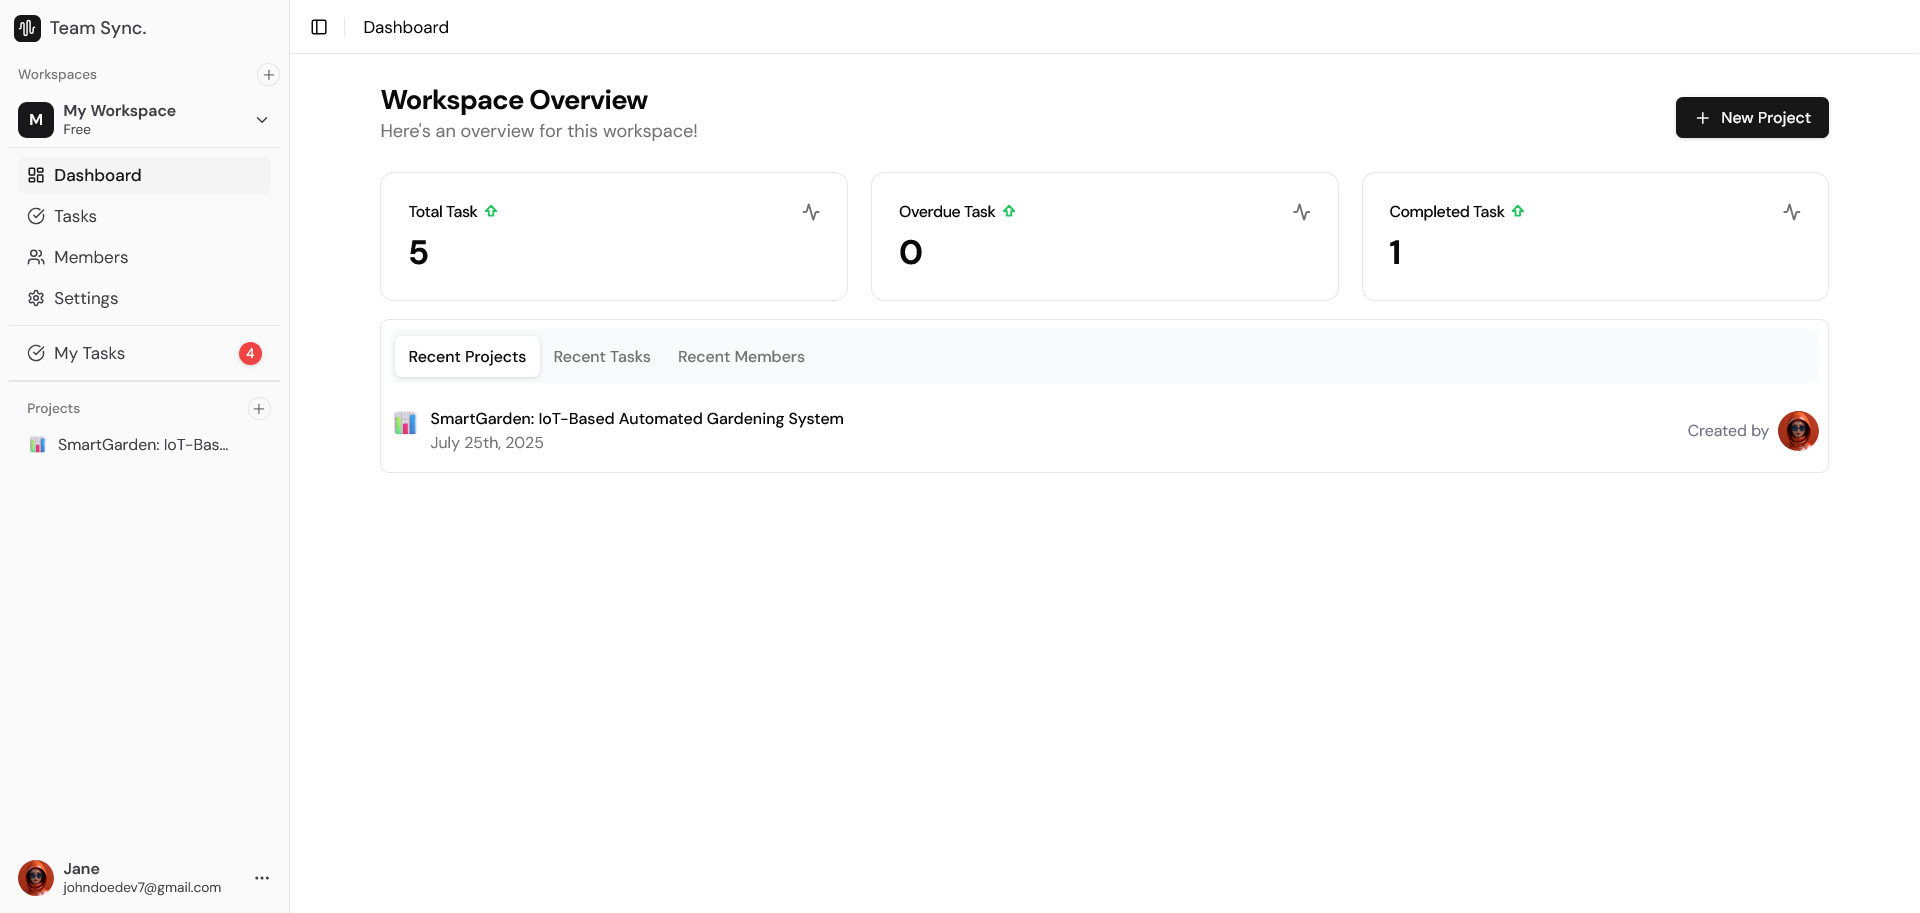 Team Sync.
Workspaces
M
My Workspace
Free
Dashboard
Tasks
Members
Settings
My Tasks
4
Projects
SmartGarden: IoT-Bas...
Jane
johndoedev7@gmail.com
Dashboard
Workspace Overview
Here's an overview for this workspace!
New Project
Total Task
5
Overdue Task
0
Completed Task
1
Recent Projects
Recent Tasks
Recent Members
SmartGarden: IoT-Based Automated Gardening System
July 25th, 2025
Created by